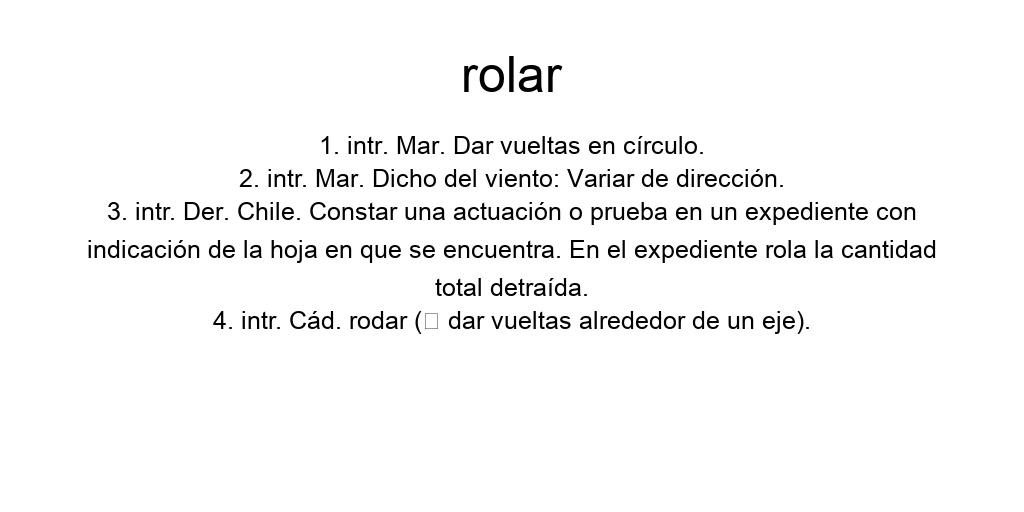 rolar
1. intr. Mar. Dar vueltas en círculo.
2. intr. Mar. Dicho del viento: Variar de dirección.
3. intr. Der. Chile. Constar una actuación o prueba en un expediente con
indicación de la hoja en que se encuentra. En el expediente rola la cantidad
total detraída.
4. intr. Cád. rodar (▯ dar vueltas alrededor de un eje).